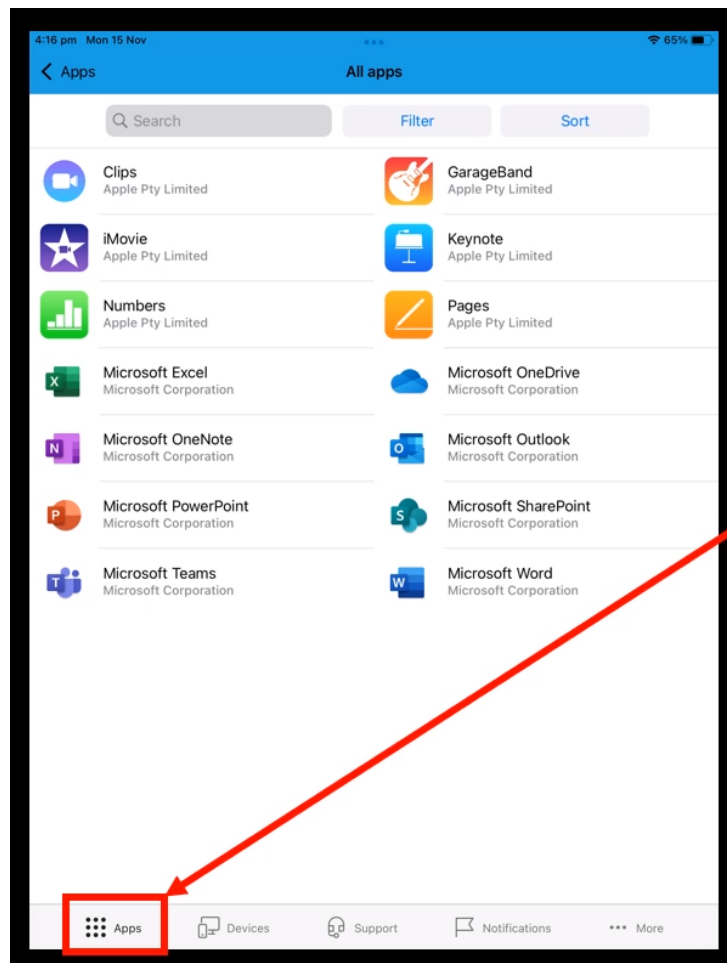 4:16 pm Mon 15 Nov
65%
Apps
All apps
Search
Filter
Sort
Clips
Apple Pty Limited
GarageBand
Apple Pty Limited
iMovie
Apple Pty Limited
Keynote
Apple Pty Limited
Numbers
Apple Pty Limited
Pages
Apple Pty Limited
X
Microsoft Excel
Microsoft Corporation
Microsoft OneDrive
Microsoft Corporation
N
Microsoft OneNote
Microsoft Corporation
O
Microsoft Outlook
Microsoft Corporation
P
Microsoft PowerPoint
Microsoft Corporation
S
Microsoft SharePoint
Microsoft Corporation
T
Microsoft Teams
Microsoft Corporation
W
Microsoft Word
Microsoft Corporation
Apps
Devices
Support
Notifications
More